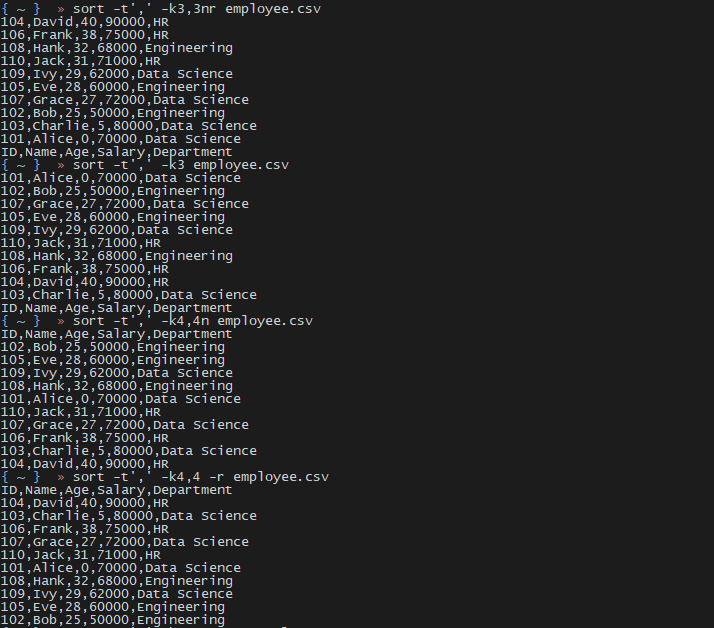 { ~ }  » sort -t',' -k3,3nr employee.csv
104,David,40,90000,HR
106,Frank,38,75000,HR
108,Hank,32,68000,Engineering
110,Jack,31,71000,HR
109,Ivy,29,62000,Data Science
105,Eve,28,60000,Engineering
107,Grace,27,72000,Data Science
102,Bob,25,50000,Engineering
103,Charlie,5,80000,Data Science
101,Alice,0,70000,Data Science
ID,Name,Age,Salary,Department
{ ~ }  » sort -t',' -k3 employee.csv
101,Alice,0,70000,Data Science
102,Bob,25,50000,Engineering
107,Grace,27,72000,Data Science
105,Eve,28,60000,Engineering
109,Ivy,29,62000,Data Science
110,Jack,31,71000,HR
108,Hank,32,68000,Engineering
106,Frank,38,75000,HR
104,David,40,90000,HR
103,Charlie,5,80000,Data Science
ID,Name,Age,Salary,Department
{ ~ }  » sort -t',' -k4,4n employee.csv
ID,Name,Age,Salary,Department
102,Bob,25,50000,Engineering
105,Eve,28,60000,Engineering
109,Ivy,29,62000,Data Science
108,Hank,32,68000,Engineering
101,Alice,0,70000,Data Science
110,Jack,31,71000,HR
107,Grace,27,72000,Data Science
106,Frank,38,75000,HR
103,Charlie,5,80000,Data Science
104,David,40,90000,HR
{ ~ }  » sort -t',' -k4,4 -r employee.csv
ID,Name,Age,Salary,Department
104,David,40,90000,HR
103,Charlie,5,80000,Data Science
106,Frank,38,75000,HR
107,Grace,27,72000,Data Science
110,Jack,31,71000,HR
101,Alice,0,70000,Data Science
108,Hank,32,68000,Engineering
109,Ivy,29,62000,Data Science
105,Eve,28,60000,Engineering
102,Bob,25,50000,Engineering